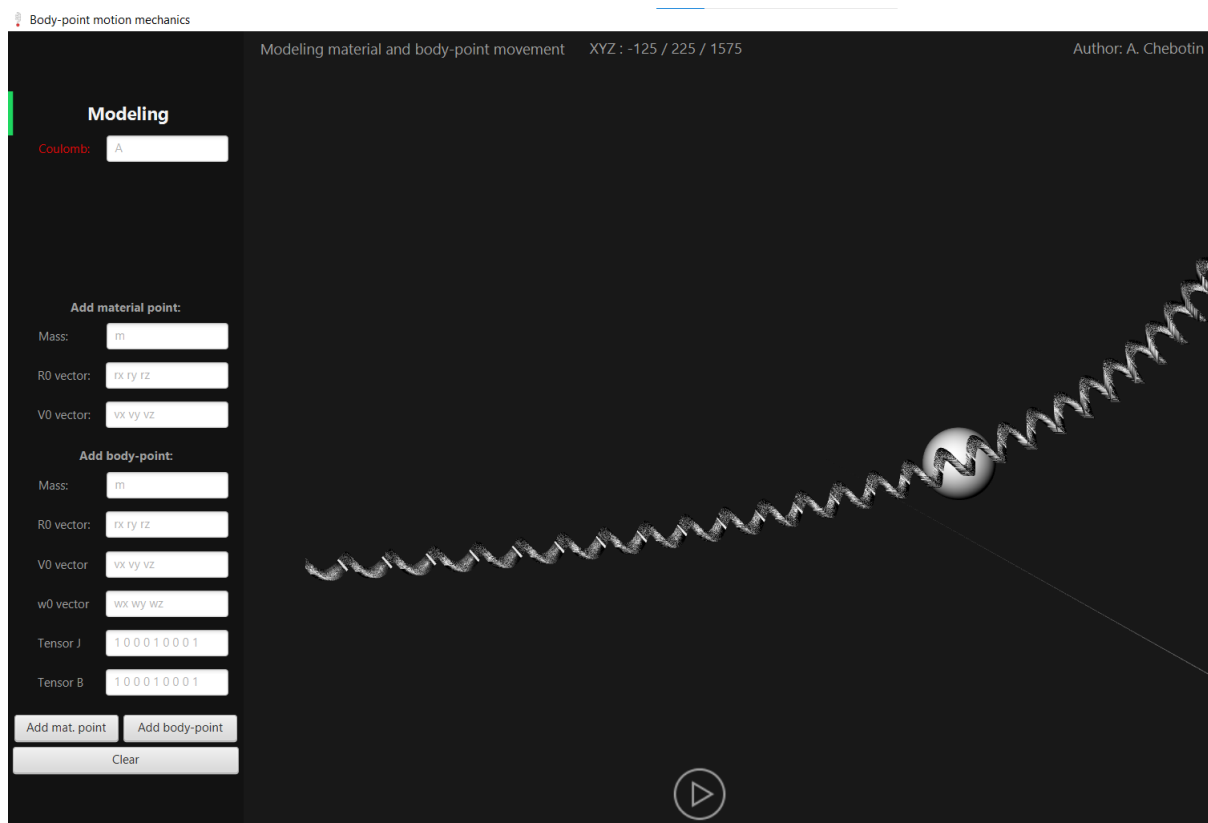 Body-point motion mechanics
Modeling material and body-point movement XYZ : -125 / 225 / 1575 Author: A. Chebotin
Modeling
Coulomb: A
Add material point:
Mass: m
R0 vector: rx ry rz
V0 vector: vx vy vz
Add body-point:
Mass: m
R0 vector: rx ry rz
V0 vector vx vy vz
w0 vector wx wy wz
Tensor J 1 0 0 0 1 0 0 0 1
Tensor B 1 0 0 0 1 0 0 0 1
Add mat. point Add body-point
Clear